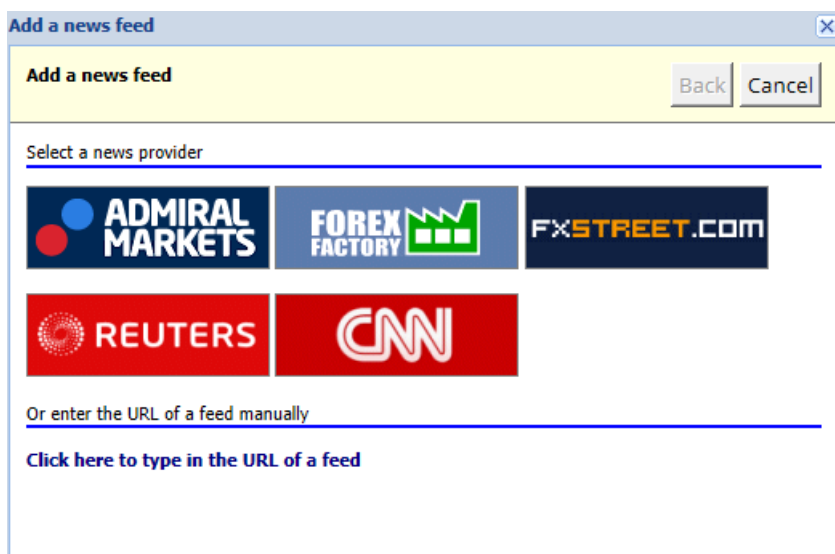 Add a news feed
Add a news feed
Back Cancel
Select a news provider
ADMIRAL
MARKETS
FOREX
FACTORY
FXSTREET.COM
REUTERS
CNN
Or enter the URL of a feed manually
Click here to type in the URL of a feed